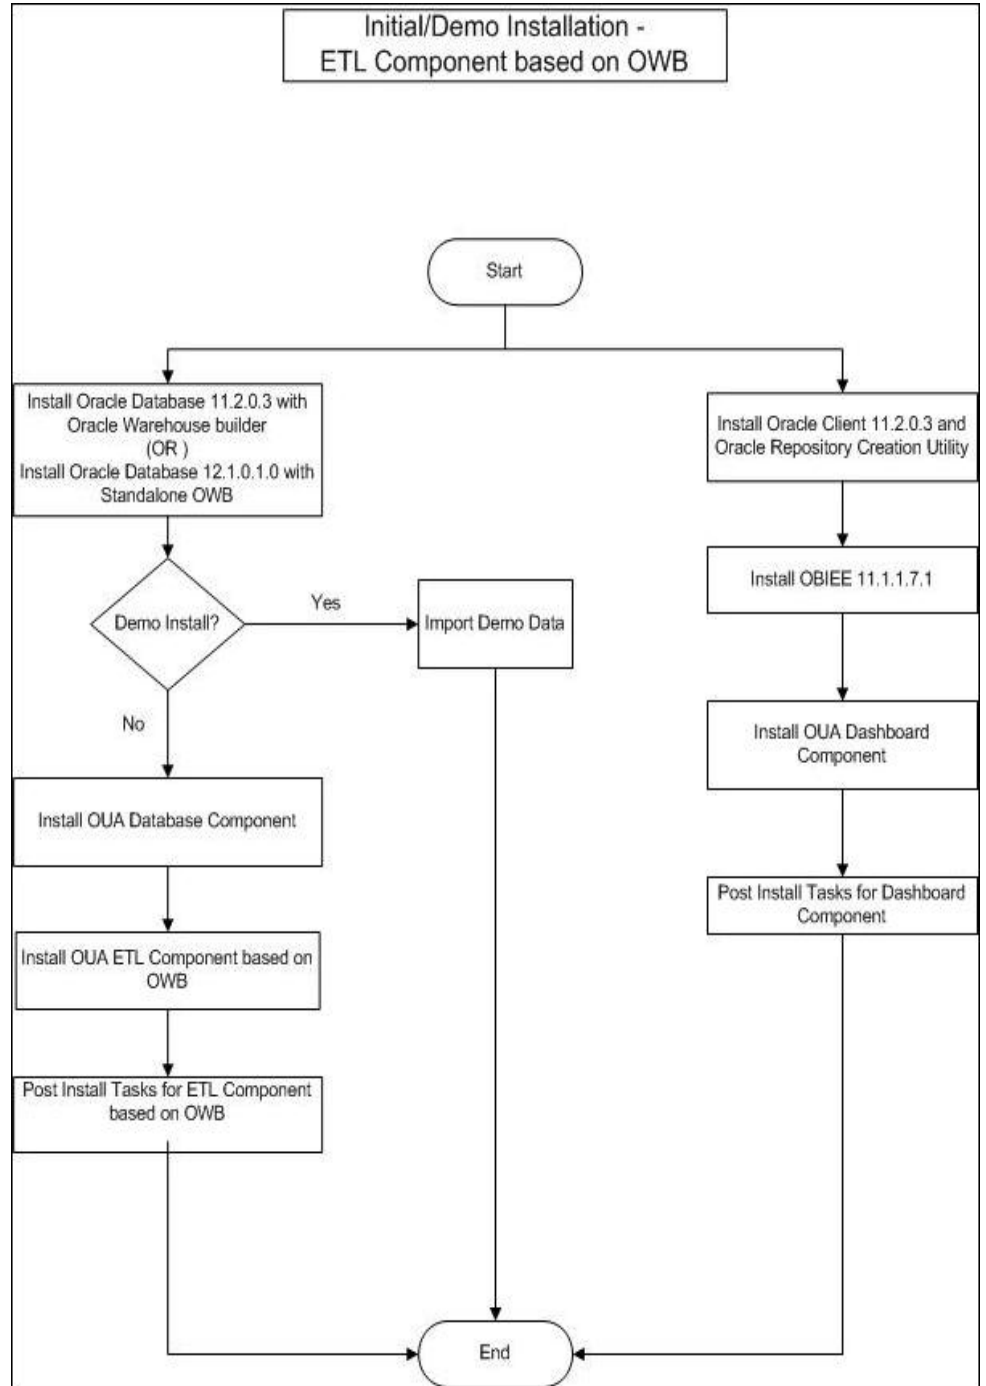 Initial/Demo Installation -
ETL Component based on OWB
Start
Install Oracle Database 11.2.0.3 with
Oracle Warehouse builder
(OR )
Install Oracle Database 12.1.0.1.0 with
Standalone OWB
Install Oracle Client 11.2.0.3 and
Oracle Repository Creation Utility
Demo Install?
Yes
Import Demo Data
Install OBIEE 11.1.1.7.1
No
Install OUA Dashboard
Component
Install OUA Database Component
Post Install Tasks for Dashboard
Component
Install OUA ETL Component based on
OWB
Post Install Tasks for ETL Component
based on OWB
End